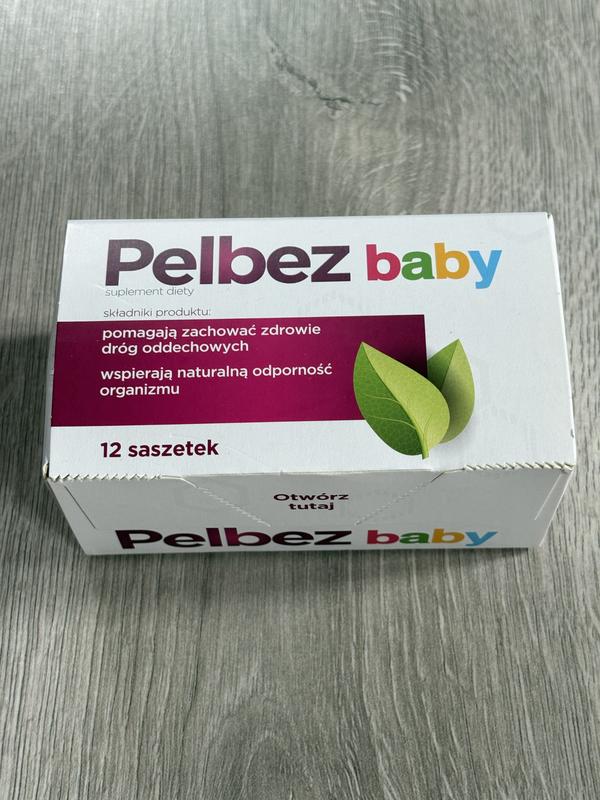 Pelbez baby
suplement diety
składniki produktu:
pomagają zachować zdrowie
dróg oddechowych
wspierają naturalną odporność
organizmu
12 saszetek
Otwórz
tutaj
Pelbez baby